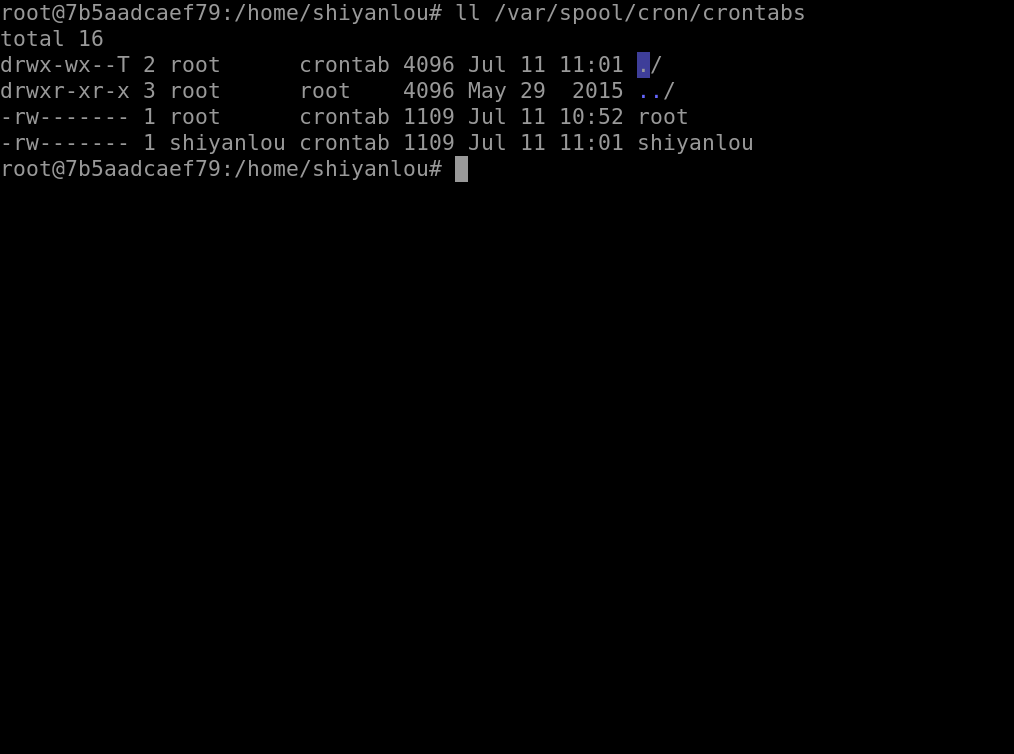 root@7b5aadcaef79:/home/shiyanlou# ll /var/spool/cron/crontabs
total 16
drwx-wx--T 2 root      crontab 4096 Jul 11 11:01 ./
drwxr-xr-x 3 root      root    4096 May 29  2015 ../
-rw------- 1 root      crontab 1109 Jul 11 10:52 root
-rw------- 1 shiyanlou crontab 1109 Jul 11 11:01 shiyanlou
root@7b5aadcaef79:/home/shiyanlou#